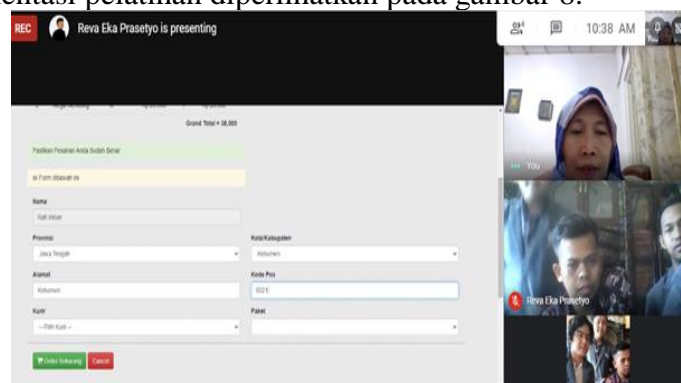 mentasi pelatihan diperlihatkan pada gambar 6.
REC
Reva Eka Prasetyo is presenting
10:38 AM
Grand Total = 38,000
Pastikan Pesanan Anda Sudah Benar
Isi Form dibawah ini
Nama
Provinsi
Kota/Kabupaten
Jawa Tengah
Kebumen
Alamat
Kode Pos
Kebumen
Kurir
Paket
-- Pilih Kurir --
Order Sekarang
Cancel
You
Reva Eka Prasetyo